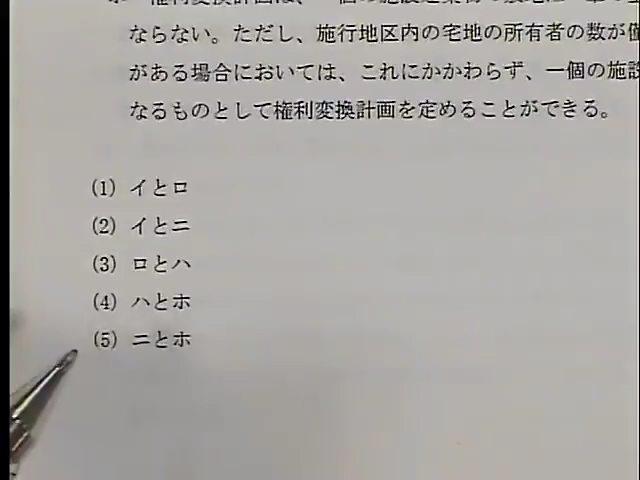 ならない。ただし、施行地区内の宅地の所有者の数が
がある場合においては、これにかかわらず、一個の施設
なるものとして権利変換計画を定めることができる。
(1) イとロ
(2) イとニ
(3) ロとハ
(4) ハとホ
(5) ニとホ